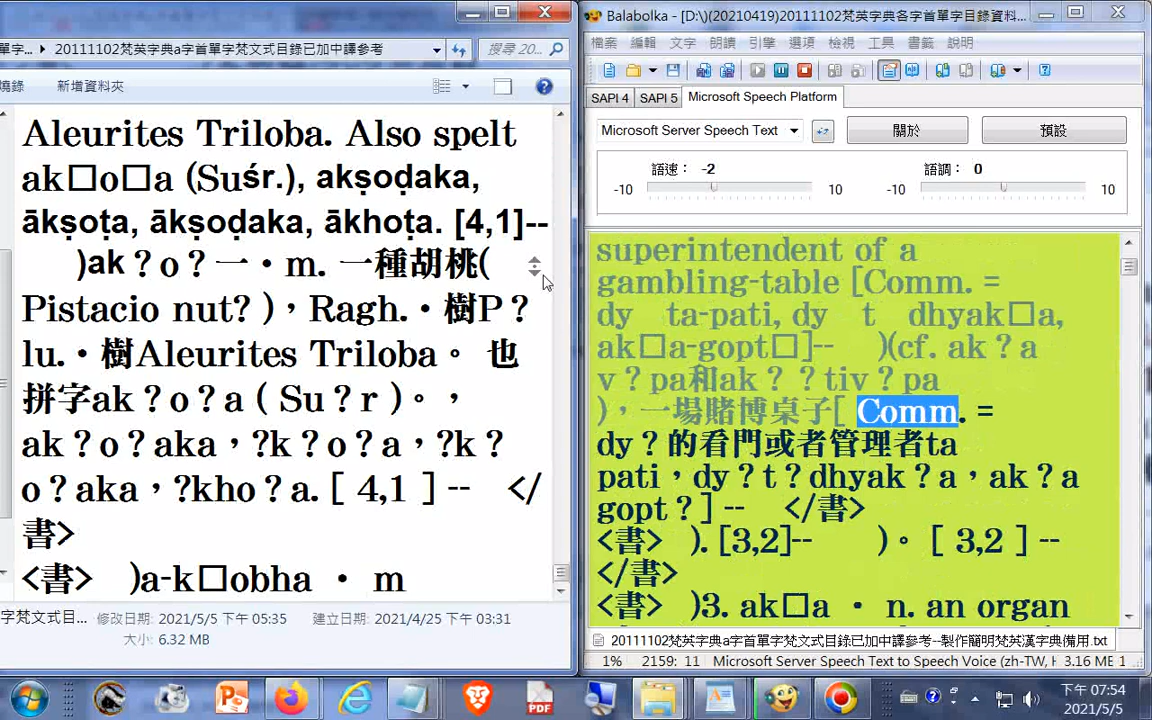 Balabolka - [D:\)(20210419)20111102梵英字典各字首單字目錄資料...
單字... ▸ 20111102梵英字典a字首單字梵文式目錄已加中譯參考
搜尋 20...
檔案 編輯 文字 朗讀 引擎 選項 檢視 工具 書籤 說明
燒錄 新增資料夾
SAPI 4 SAPI 5 Microsoft Speech Platform
Microsoft Server Speech Text 關於 預設
語速： -2 語調： 0
-10 10 -10 10
Aleurites Triloba. Also spelt
ak□o□a (Suśr.), akṣoḍaka,
ākṣoṭa, ākṣoḍaka, ākhoṭa. [4,1]--
)ak？o？一・m. 一種胡桃(
Pistacio nut? )，Ragh.・樹P？
lu.・樹Aleurites Triloba。 也
拼字ak？o？a ( Su？r )。，
ak？o？aka，?k？o？a，?k？
o？aka，?kho？a. [ 4,1 ] -- </
書>
<書> )a-k□obha ・ m
superintendent of a
gambling-table [Comm. =
dy ta-pati, dy t dhyak□a,
ak□a-gopt□]-- )(cf. ak？a
v？pa和ak？？tiv？pa
)，一場賭博桌子[ Comm. =
dy？的看門或者管理者ta
pati，dy？t？dhyak？a，ak？a
gopt？] -- </書>
<書> ). [3,2]-- )。 [ 3,2 ] --
</書>
<書> )3. ak□a ・ n. an organ
字梵文式目... 修改日期: 2021/5/5 下午 05:35 建立日期: 2021/4/25 下午 03:31
大小: 6.32 MB
20111102梵英字典a字首單字梵文式目錄已加中譯參考--製作簡明梵英漢字典備用.txt
1% 2159: 11 Microsoft Server Speech Text to Speech Voice (zh-TW, H 3.16 MB 1
下午 07:54
2021/5/5